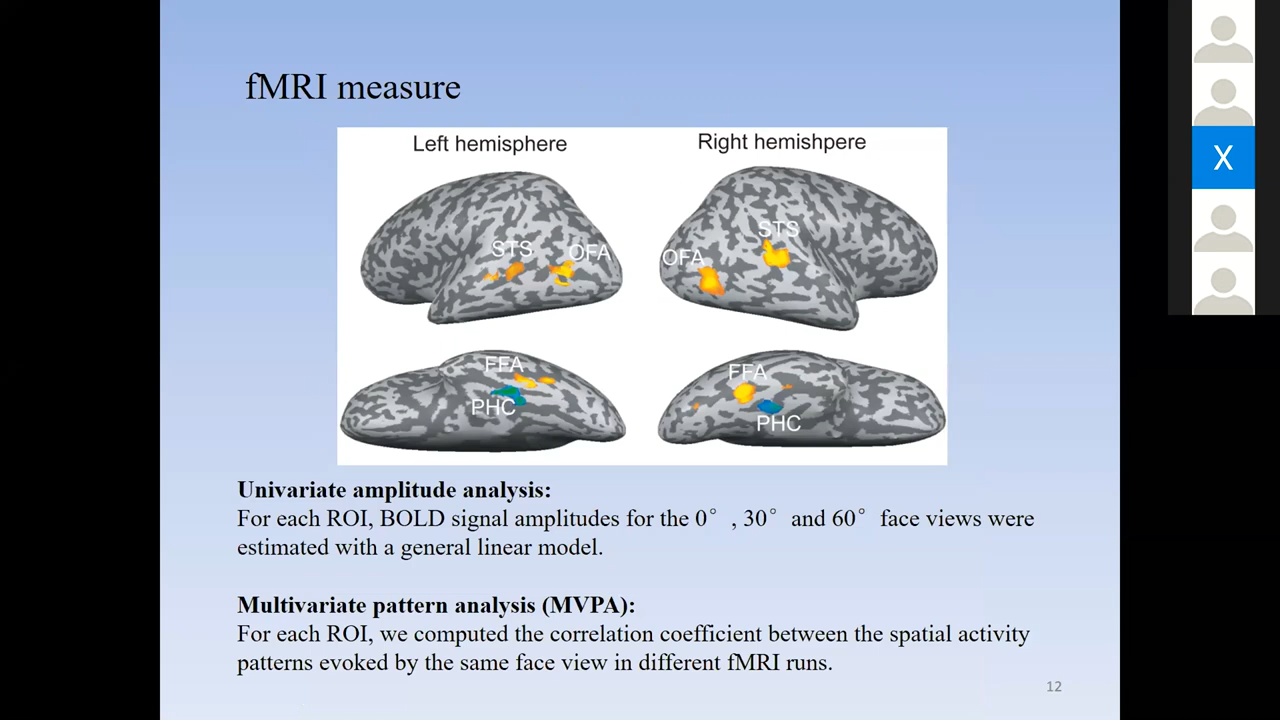 fMRI measure
Left hemisphere
Right hemishpere
STS
OFA
OFA
STS
FFA
PHC
FFA
PHC
Univariate amplitude analysis:
For each ROI, BOLD signal amplitudes for the 0° , 30° and 60° face views were
estimated with a general linear model.
Multivariate pattern analysis (MVPA):
For each ROI, we computed the correlation coefficient between the spatial activity
patterns evoked by the same face view in different fMRI runs.
12
X